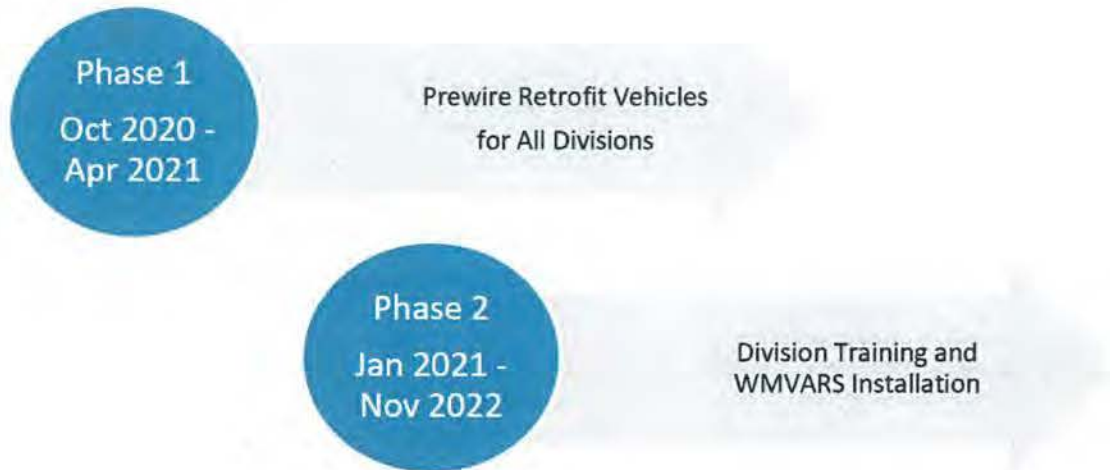 Phase 1
Oct 2020 -
Apr 2021
Prewire Retrofit Vehicles
for All Divisions
Phase 2
Jan 2021 -
Nov 2022
Division Training and
WMVARS Installation